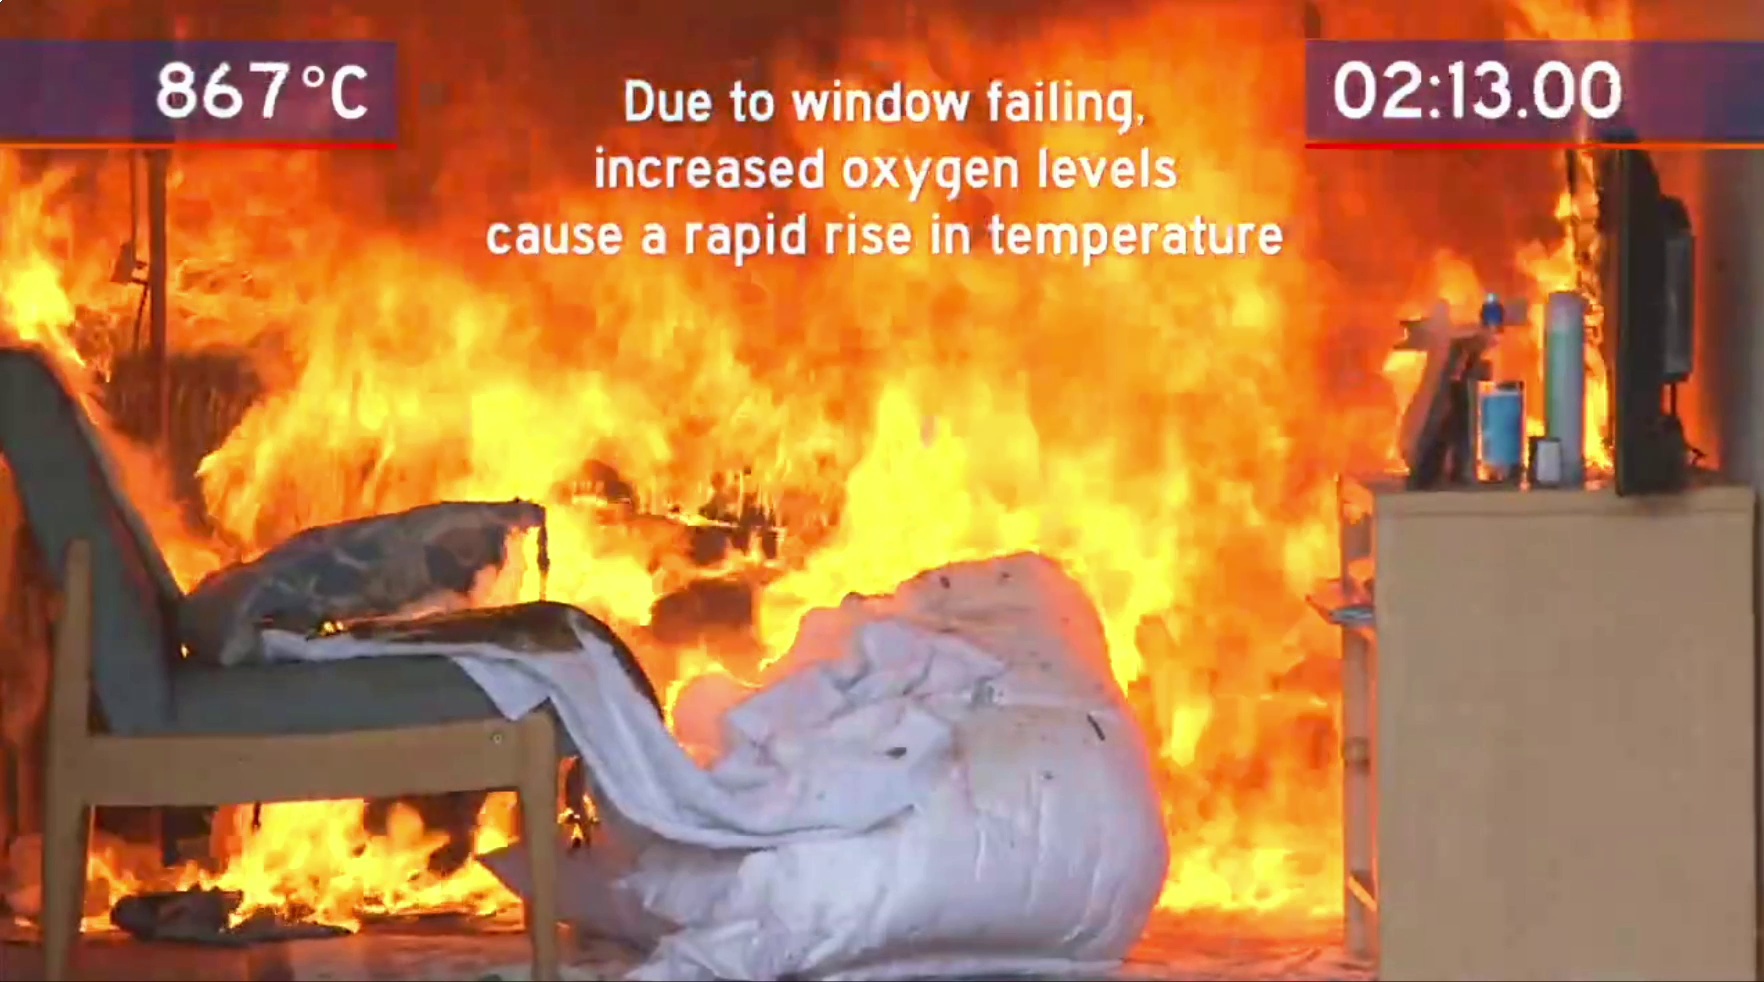 867°C
Due to window failing,
increased oxygen levels
cause a rapid rise in temperature
02:13.00